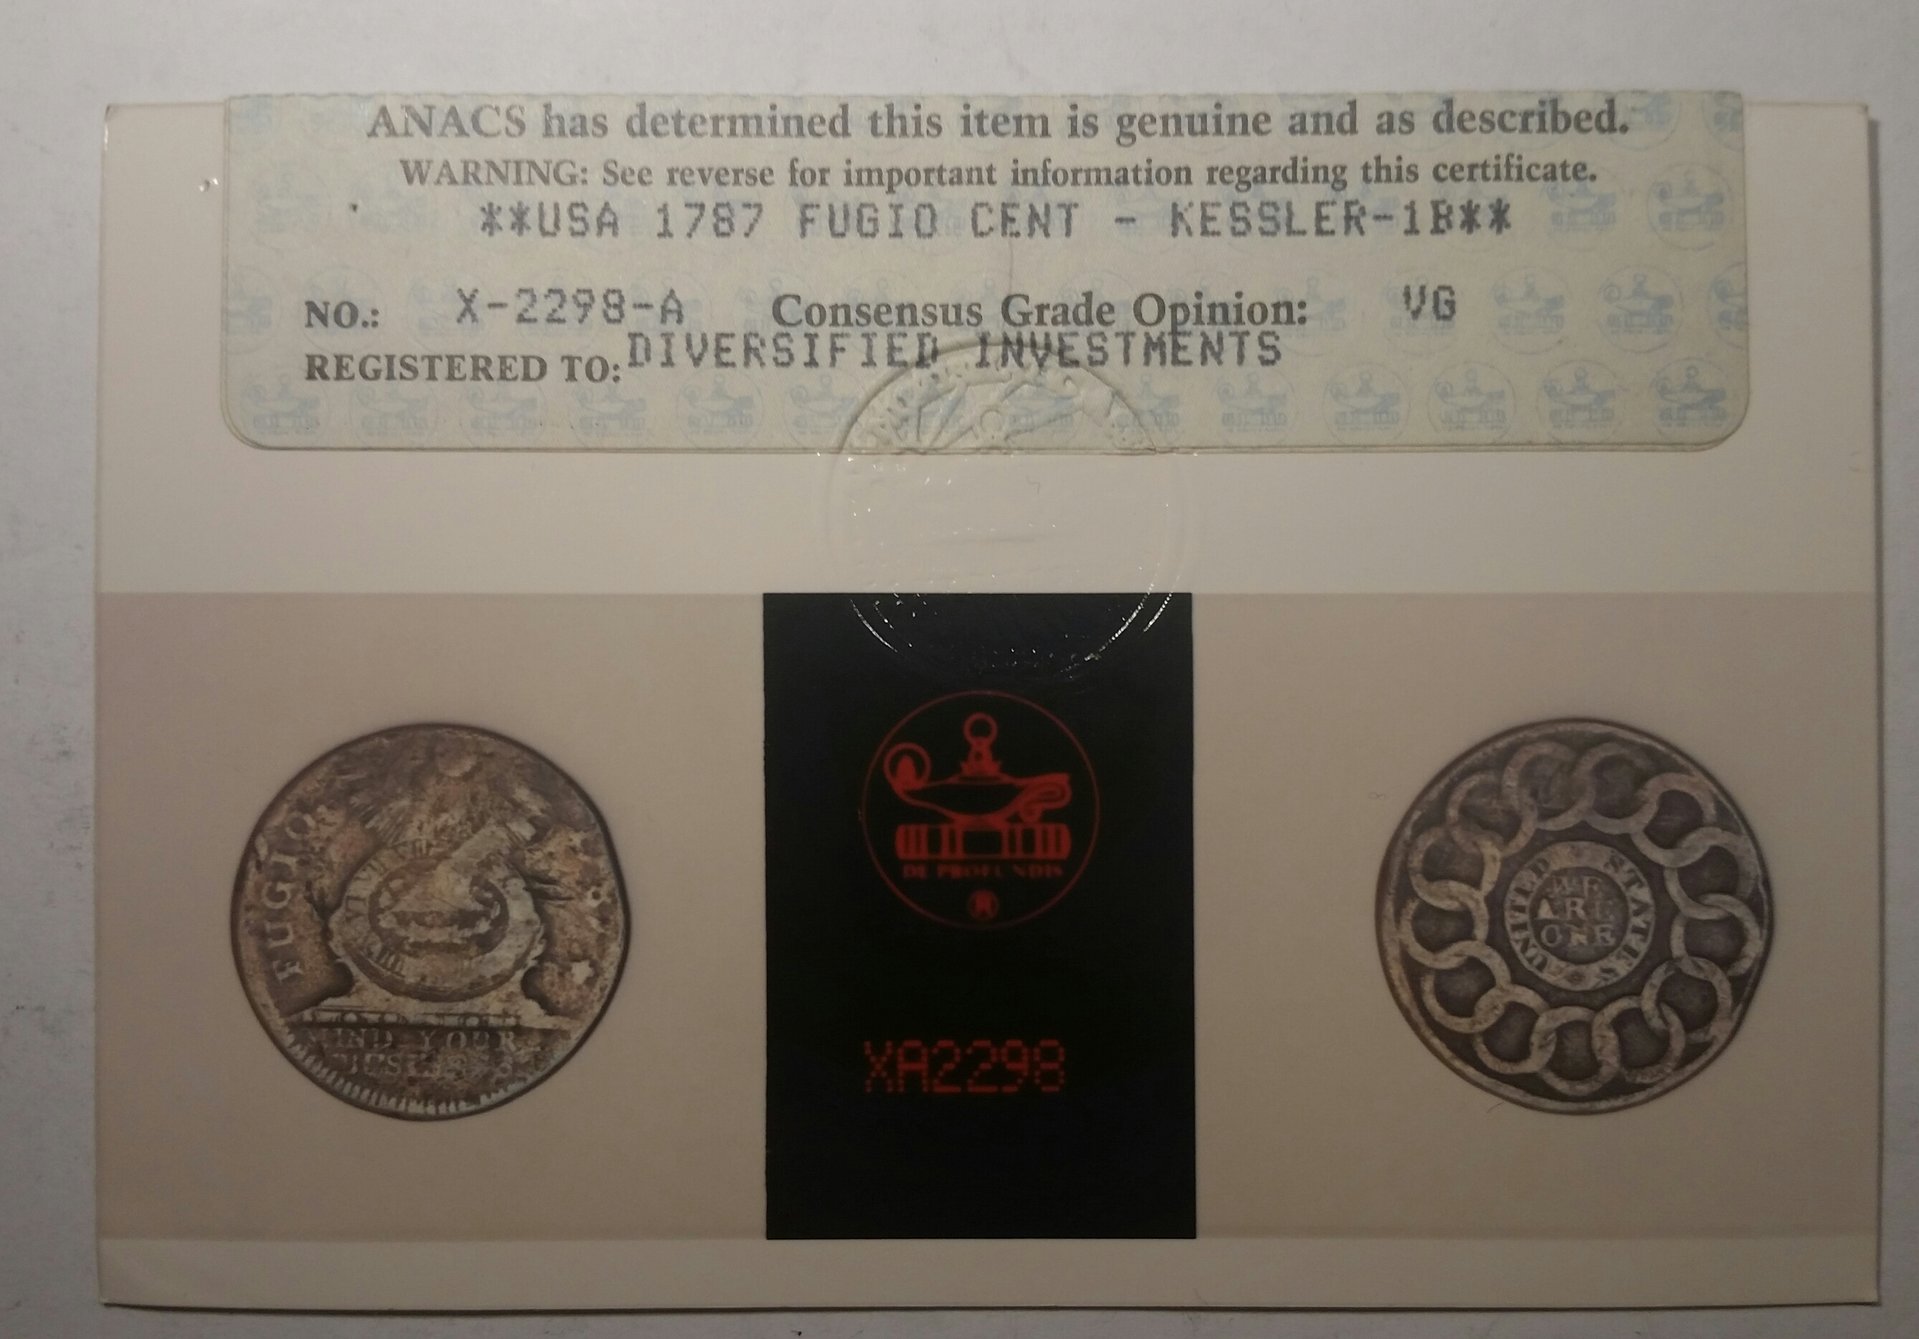 ANACS has determined this item is genuine and as described.
WARNING: See reverse for important information regarding this certificate.
**USA 1787 FUGIO CENT - KESSLER-1B**
NO.: X-2298-A Consensus Grade Opinion: VG
REGISTERED TO: DIVERSIFIED INVESTMENTS
FUGIO
YOUR
DE PROFUNDIS
R
XA2298
UNITED STATES
WE
ARE
ONE